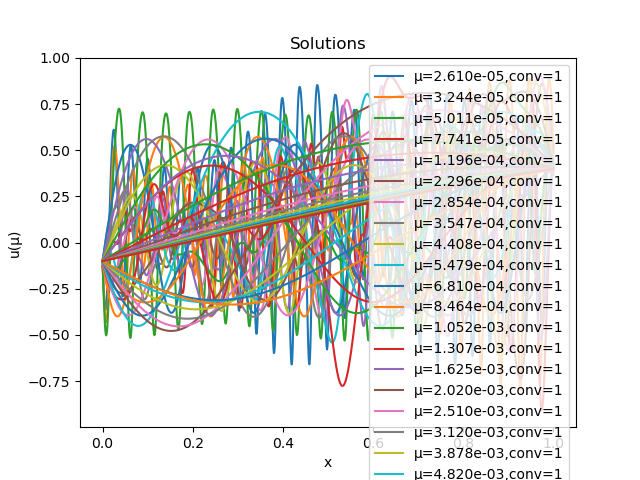 Solutions
1.00
0.75
0.50
0.25
0.00
−0.25
−0.50
−0.75
u(μ)
0.0
0.2
0.4
0.6
0.8
1.0
x
μ=2.610e-05,conv=1
μ=3.244e-05,conv=1
μ=5.011e-05,conv=1
μ=7.741e-05,conv=1
μ=1.196e-04,conv=1
μ=2.296e-04,conv=1
μ=2.854e-04,conv=1
μ=3.547e-04,conv=1
μ=4.408e-04,conv=1
μ=5.479e-04,conv=1
μ=6.810e-04,conv=1
μ=8.464e-04,conv=1
μ=1.052e-03,conv=1
μ=1.307e-03,conv=1
μ=1.625e-03,conv=1
μ=2.020e-03,conv=1
μ=2.510e-03,conv=1
μ=3.120e-03,conv=1
μ=3.878e-03,conv=1
μ=4.820e-03,conv=1